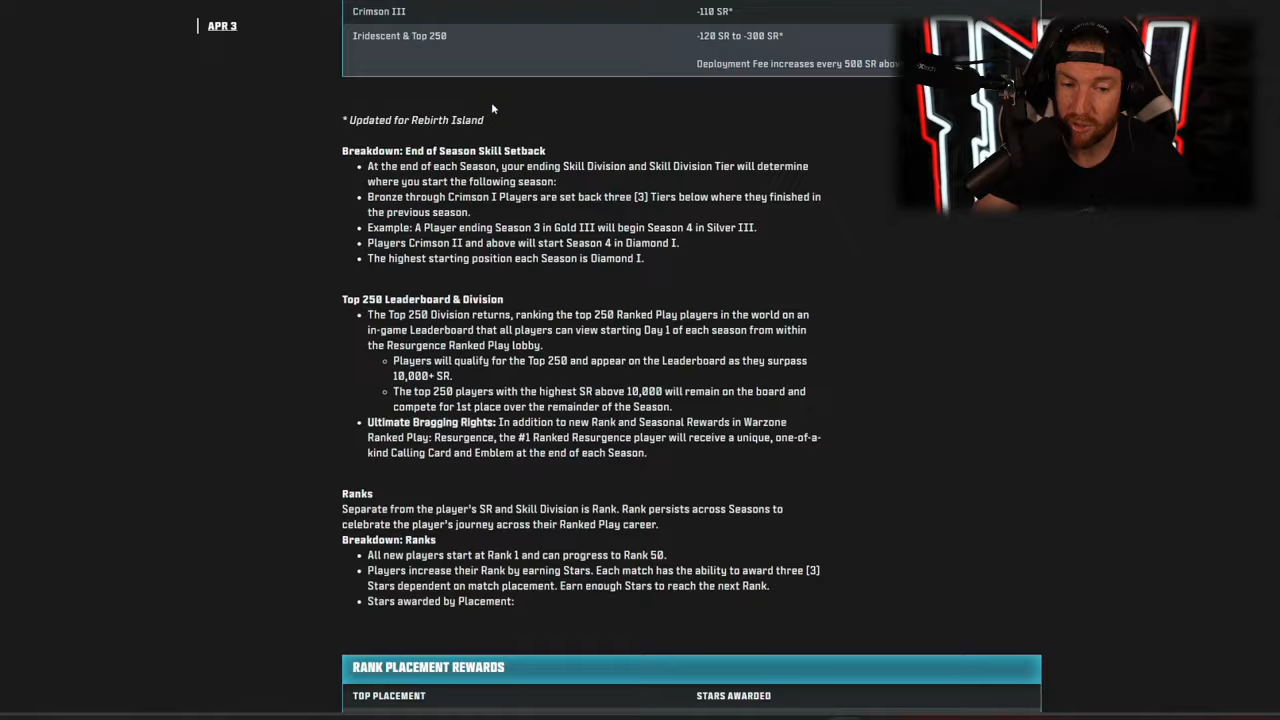 APR 3
Crimson III
-110 SR*
Iridescent & Top 250
-120 SR to -300 SR*
Deployment Fee increases every 500 SR above
* Updated for Rebirth Island
Breakdown: End of Season Skill Setback
• At the end of each Season, your ending Skill Division and Skill Division Tier will determine
where you start the following season:
• Bronze through Crimson I Players are set back three [3] Tiers below where they finished in
the previous season.
• Example: A Player ending Season 3 in Gold III will begin Season 4 in Silver III.
• Players Crimson II and above will start Season 4 in Diamond I.
• The highest starting position each Season is Diamond I.
Top 250 Leaderboard & Division
• The Top 250 Division returns, ranking the top 250 Ranked Play players in the world on an
in-game Leaderboard that all players can view starting Day 1 of each season from within
the Resurgence Ranked Play lobby.
◦ Players will qualify for the Top 250 and appear on the Leaderboard as they surpass
10,000+ SR.
◦ The top 250 players with the highest SR above 10,000 will remain on the board and
compete for 1st place over the remainder of the Season.
• Ultimate Bragging Rights: In addition to new Rank and Seasonal Rewards in Warzone
Ranked Play: Resurgence, the #1 Ranked Resurgence player will receive a unique, one-of-a-
kind Calling Card and Emblem at the end of each Season.
Ranks
Separate from the player's SR and Skill Division is Rank. Rank persists across Seasons to
celebrate the player's journey across their Ranked Play career.
Breakdown: Ranks
• All new players start at Rank 1 and can progress to Rank 50.
• Players increase their Rank by earning Stars. Each match has the ability to award three [3]
Stars dependent on match placement. Earn enough Stars to reach the next Rank.
• Stars awarded by Placement:
RANK PLACEMENT REWARDS
TOP PLACEMENT
STARS AWARDED